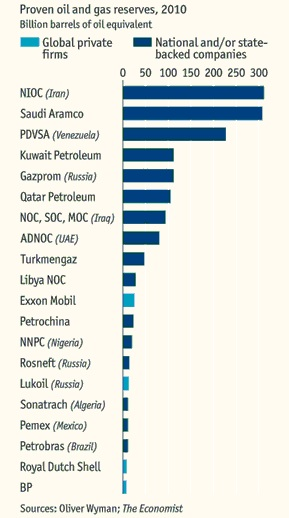 Proven oil and gas reserves, 2010
Billion barrels of oil equivalent
Global private firms
National and/or state-backed companies
0 50 100 150 200 250 300
NIOC (Iran)
Saudi Aramco
PDVSA (Venezuela)
Kuwait Petroleum
Gazprom (Russia)
Qatar Petroleum
NOC, SOC, MOC (Iraq)
ADNOC (UAE)
Turkmengaz
Libya NOC
Exxon Mobil
Petrochina
NNPC (Nigeria)
Rosneft (Russia)
Lukoil (Russia)
Sonatrach (Algeria)
Pemex (Mexico)
Petrobras (Brazil)
Royal Dutch Shell
BP
Sources: Oliver Wyman; The Economist